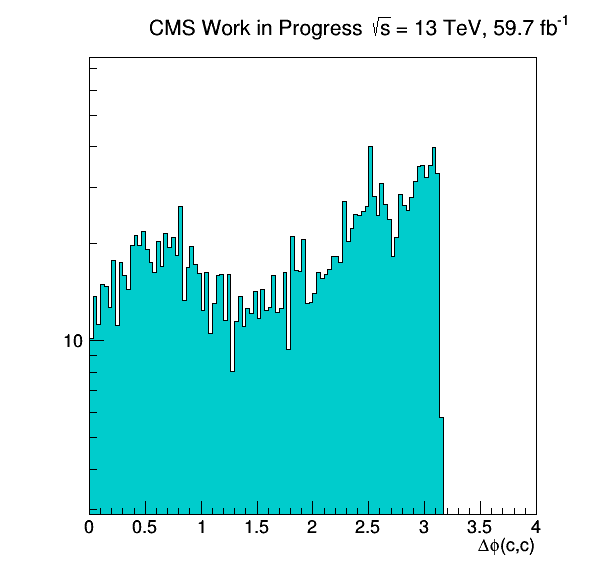 CMS Work in Progress √s = 13 TeV, 59.7 fb⁻¹
10
0 0.5 1 1.5 2 2.5 3 3.5 4
Δϕ(c,c)